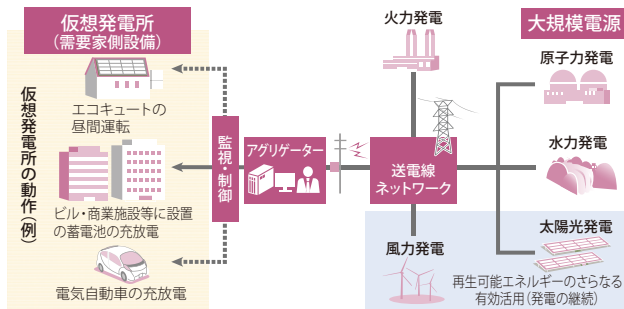 仮想発電所
(需要家側設備)
仮想発電所の動作(例)
エコキュートの
昼間運転
ビル・商業施設等に設置
の蓄電池の充放電
電気自動車の充放電
監視・制御
アグリゲーター
送電線
ネットワーク
火力発電
風力発電
大規模電源
原子力発電
水力発電
太陽光発電
再生可能エネルギーのさらなる
有効活用(発電の継続)